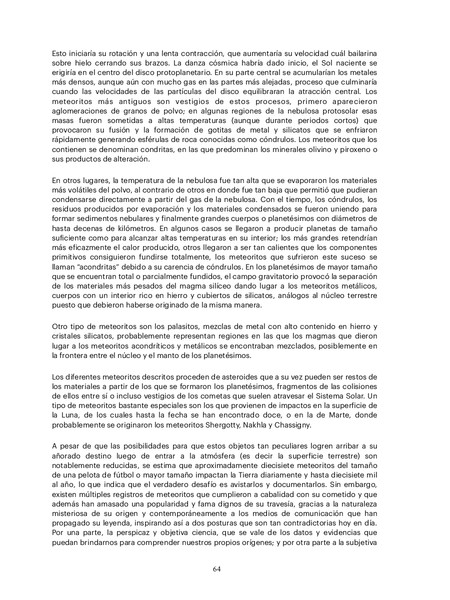 Esto iniciaría su rotación y una lenta contracción, que aumentaría su velocidad cuál bailarina
sobre hielo cerrando sus brazos. La danza cósmica habría dado inicio, el Sol naciente se
erigiría en el centro del disco protoplanetario. En su parte central se acumularían los metales
más densos, aunque aún con mucho gas en las partes más alejadas, proceso que culminaría
cuando las velocidades de las partículas del disco equilibraran la atracción central. Los
meteoritos más antiguos son vestigios de estos procesos, primero aparecieron
aglomeraciones de granos de polvo; en algunas regiones de la nebulosa protosolar esas
masas fueron sometidas a altas temperaturas (aunque durante periodos cortos) que
provocaron su fusión y la formación de gotitas de metal y silicatos que se enfriaron
rápidamente generando esférulas de roca conocidas como cóndrulos. Los meteoritos que los
contienen se denominan condritas, en las que predominan los minerales olivino y piroxeno o
sus productos de alteración.
En otros lugares, la temperatura de la nebulosa fue tan alta que se evaporaron los materiales
más volátiles del polvo, al contrario de otros en donde fue tan baja que permitió que pudieran
condensarse directamente a partir del gas de la nebulosa. Con el tiempo, los cóndrulos, los
residuos producidos por evaporación y los materiales condensados se fueron uniendo para
formar sedimentos nebulares y finalmente grandes cuerpos o planetésimos con diámetros de
hasta decenas de kilómetros. En algunos casos se llegaron a producir planetas de tamaño
suficiente como para alcanzar altas temperaturas en su interior; los más grandes retendrían
más eficazmente el calor producido, otros llegaron a ser tan calientes que los componentes
primitivos consiguieron fundirse totalmente, los meteoritos que sufrieron este suceso se
llaman “acondritas” debido a su carencia de cóndrulos. En los planetésimos de mayor tamaño
que se encuentran total o parcialmente fundidos, el campo gravitatorio provocó la separación
de los materiales más pesados del magma silíceo dando lugar a los meteoritos metálicos,
cuerpos con un interior rico en hierro y cubiertos de silicatos, análogos al núcleo terrestre
puesto que debieron haberse originado de la misma manera.
Otro tipo de meteoritos son los palasitos, mezclas de metal con alto contenido en hierro y
cristales silicatos, probablemente representan regiones en las que los magmas que dieron
lugar a los meteoritos acondríticos y metálicos se encontraban mezclados, posiblemente en
la frontera entre el núcleo y el manto de los planetésimos.
Los diferentes meteoritos descritos proceden de asteroides que a su vez pueden ser restos de
los materiales a partir de los que se formaron los planetésimos, fragmentos de las colisiones
de ellos entre sí o incluso vestigios de los cometas que suelen atravesar el Sistema Solar. Un
tipo de meteoritos bastante especiales son los que provienen de impactos en la superficie de
la Luna, de los cuales hasta la fecha se han encontrado doce, o en la de Marte, donde
probablemente se originaron los meteoritos Shergotty, Nakhla y Chassigny.
A pesar de que las posibilidades para que estos objetos tan peculiares logren arribar a su
añorado destino luego de entrar a la atmósfera (es decir la superficie terrestre) son
notablemente reducidas, se estima que aproximadamente diecisiete meteoritos del tamaño
de una pelota de fútbol o mayor tamaño impactan la Tierra diariamente y hasta diecisiete mil
al año, lo que indica que el verdadero desafío es avistarlos y documentarlos. Sin embargo,
existen múltiples registros de meteoritos que cumplieron a cabalidad con su cometido y que
además han amasado una popularidad y fama dignos de su travesía, gracias a la naturaleza
misteriosa de su origen y contemporáneamente a los medios de comunicación que han
propagado su leyenda, inspirando así a dos posturas que son tan contradictorias hoy en día.
Por una parte, la perspicaz y objetiva ciencia, que se vale de los datos y evidencias que
puedan brindarnos para comprender nuestros propios orígenes; y por otra parte a la subjetiva
64